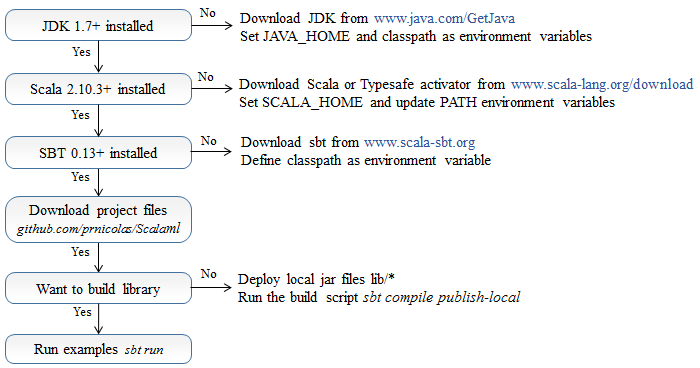 JDK 1.7+ installed
No
Download JDK from www.java.com/GetJava
Set JAVA_HOME and classpath as environment variables
Yes
Scala 2.10.3+ installed
No
Download Scala or Typesafe activator from www.scala-lang.org/download
Set SCALA_HOME and update PATH environment variables
Yes
SBT 0.13+ installed
No
Download sbt from www.scala-sbt.org
Define classpath as environment variable
Yes
Download project files
github.com/prnicolas/Scalaml
Yes
Want to build library
No
Deploy local jar files lib/*
Run the build script sbt compile publish-local
Yes
Run examples sbt run